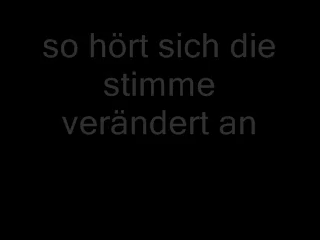 so hört sich die
stimme
verändert an